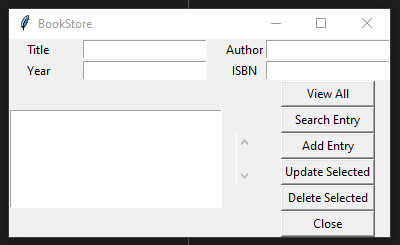 BookStore
Title Author
Year ISBN
View All
Search Entry
Add Entry
Update Selected
Delete Selected
Close